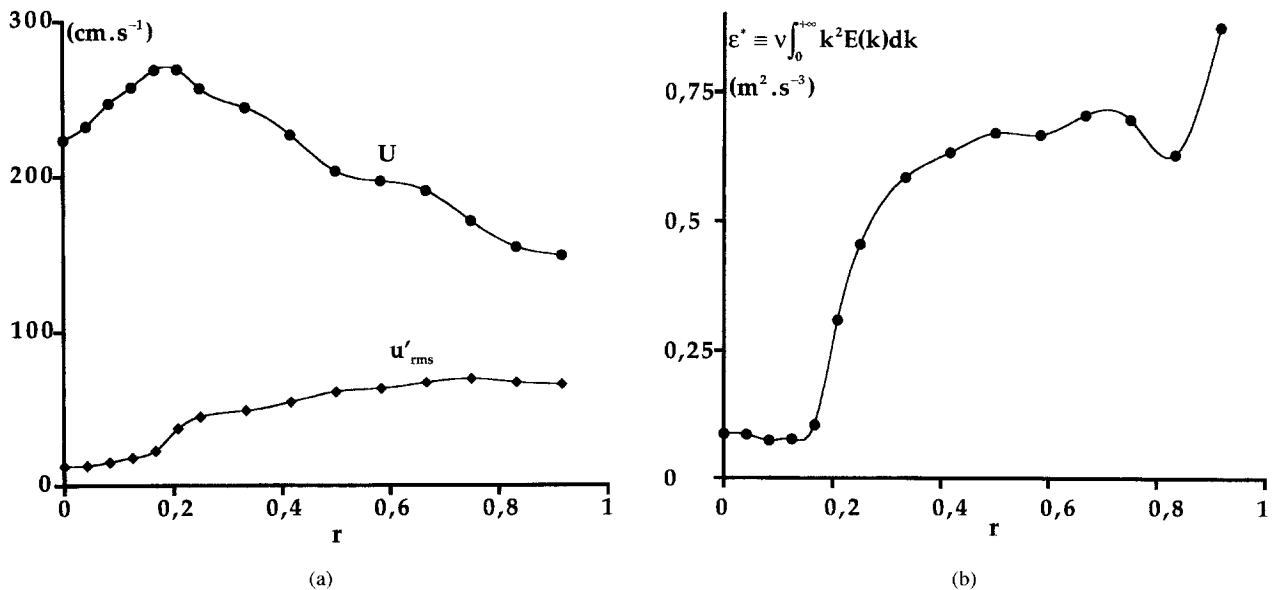 300
(cm.s⁻¹)
200
U
100
u'rms
0
0 0,2 0,4 0,6 0,8 1
r
(a)
ε* ≡ ν∫₀⁺∞ k²E(k)dk
(m².s⁻³)
0,75
0,5
0,25
0
0 0,2 0,4 0,6 0,8 1
r
(b)